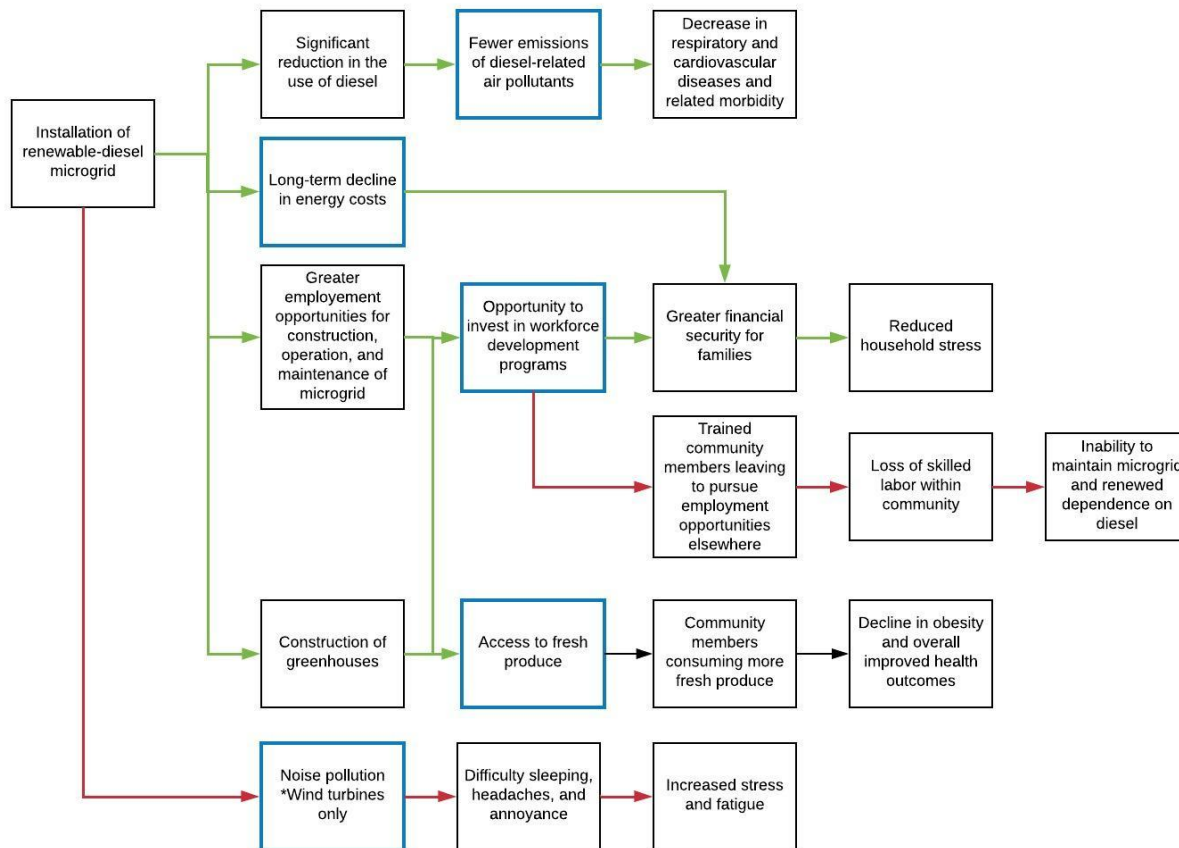 Significant
reduction in the
use of diesel
Fewer emissions
of diesel-related
air pollutants
Decrease in
respiratory and
cardiovascular
diseases and
related morbidity
Installation of
renewable-diesel
microgrid
Long-term decline
in energy costs
Greater
employement
opportunities for
construction,
operation, and
maintenance of
microgrid
Opportunity to
invest in workforce
development
programs
Greater financial
security for
families
Reduced
household stress
Trained
community
members leaving
to pursue
employment
opportunities
elsewhere
Loss of skilled
labor within
community
Inability to
maintain microgrid
and renewed
dependence on
diesel
Construction of
greenhouses
Access to fresh
produce
Community
members
consuming more
fresh produce
Decline in obesity
and overall
improved health
outcomes
Noise pollution
*Wind turbines
only
Difficulty sleeping,
headaches, and
annoyance
Increased stress
and fatigue